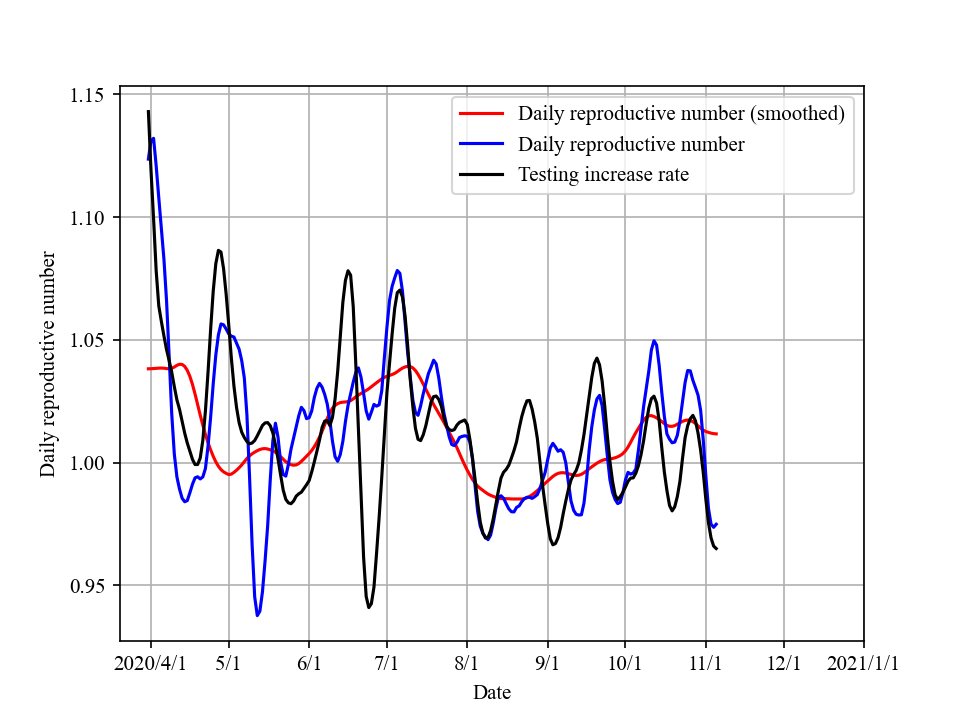 1.15
1.10
1.05
1.00
0.95
Daily reproductive number
Daily reproductive number (smoothed)
Daily reproductive number
Testing increase rate
2020/4/1 5/1 6/1 7/1 8/1 9/1 10/1 11/1 12/1 2021/1/1
Date